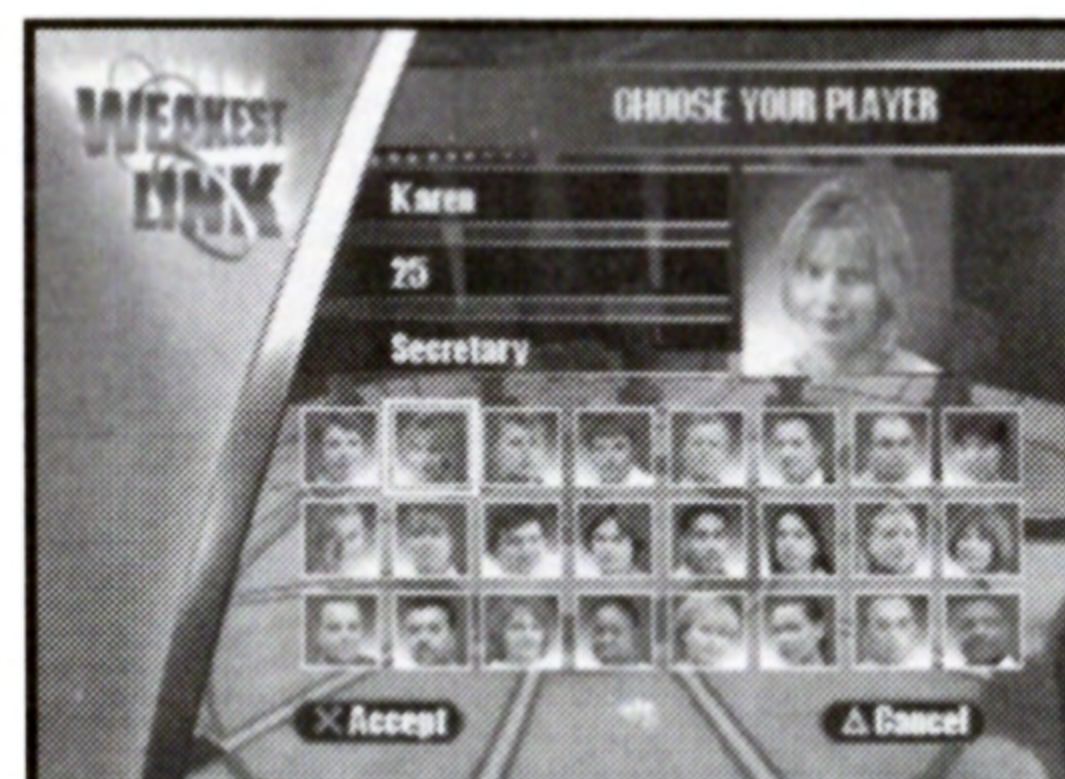 WEAKEST
LINK
CHOOSE YOUR PLAYER
Karen
25
Secretary
Accept
Cancel